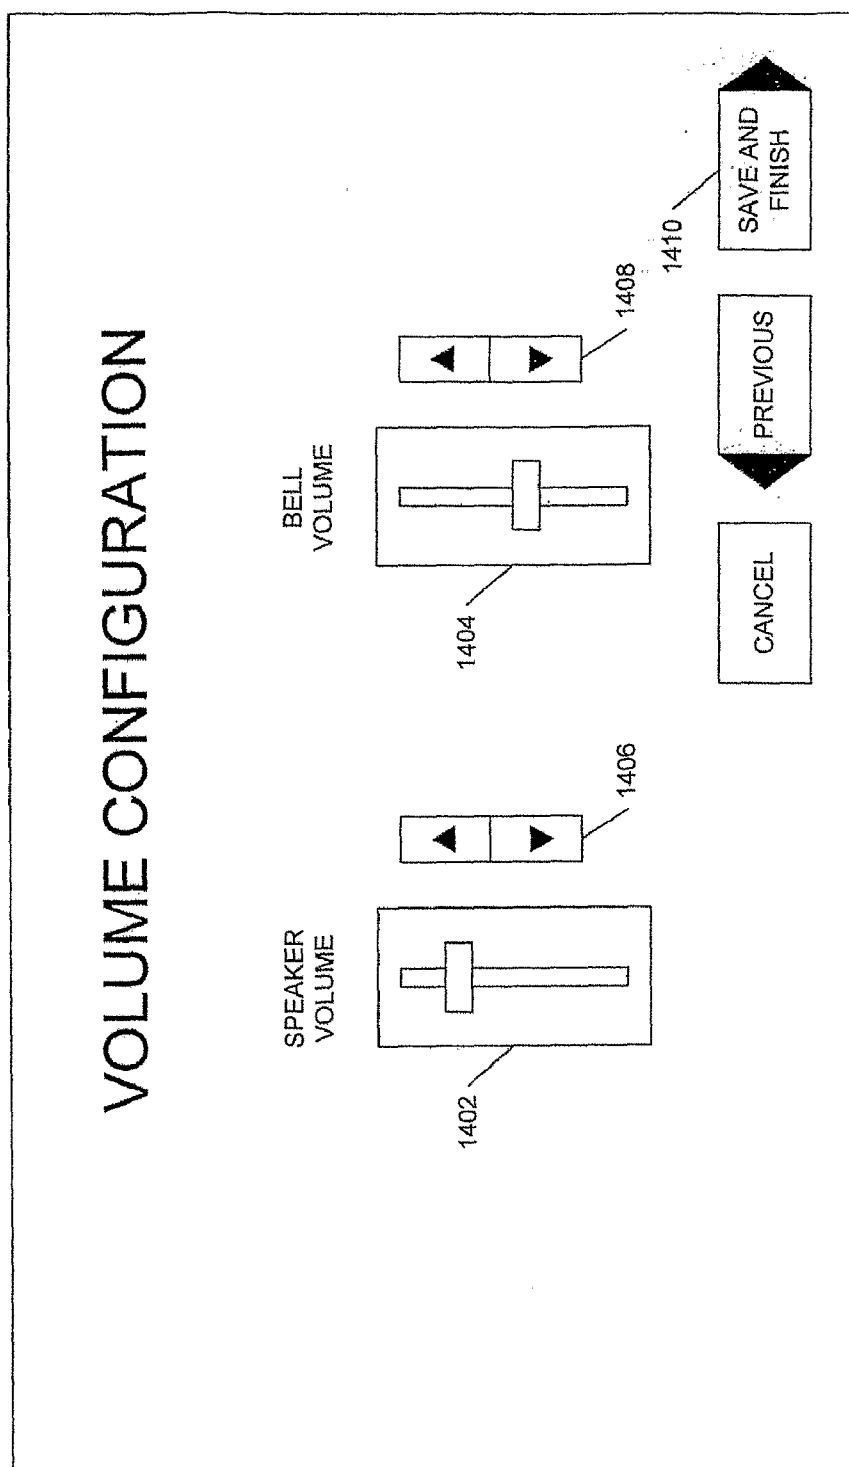 VOLUME CONFIGURATION
SPEAKER
VOLUME
BELL
VOLUME
1402
1406
1404
1408
1410
CANCEL
PREVIOUS
SAVE AND
FINISH